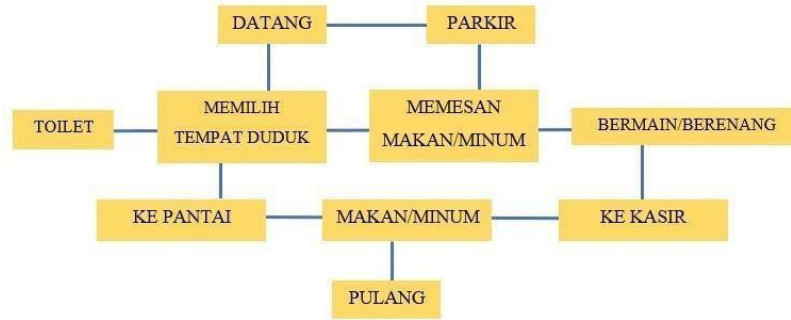 DATANG
PARKIR
TOILET
MEMILIH
TEMPAT DUDUK
MEMESAN
MAKAN/MINUM
BERMAIN/BERENANG
KE PANTAI
MAKAN/MINUM
KE KASIR
PULANG